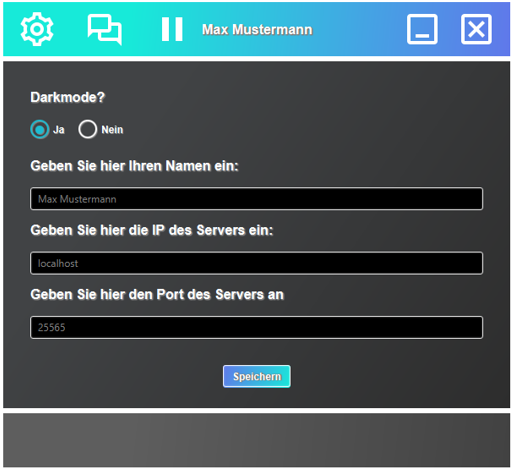 Max Mustermann
Darkmode?
Ja Nein
Geben Sie hier Ihren Namen ein:
Max Mustermann
Geben Sie hier die IP des Servers ein:
localhost
Geben Sie hier den Port des Servers an
25565
Speichern